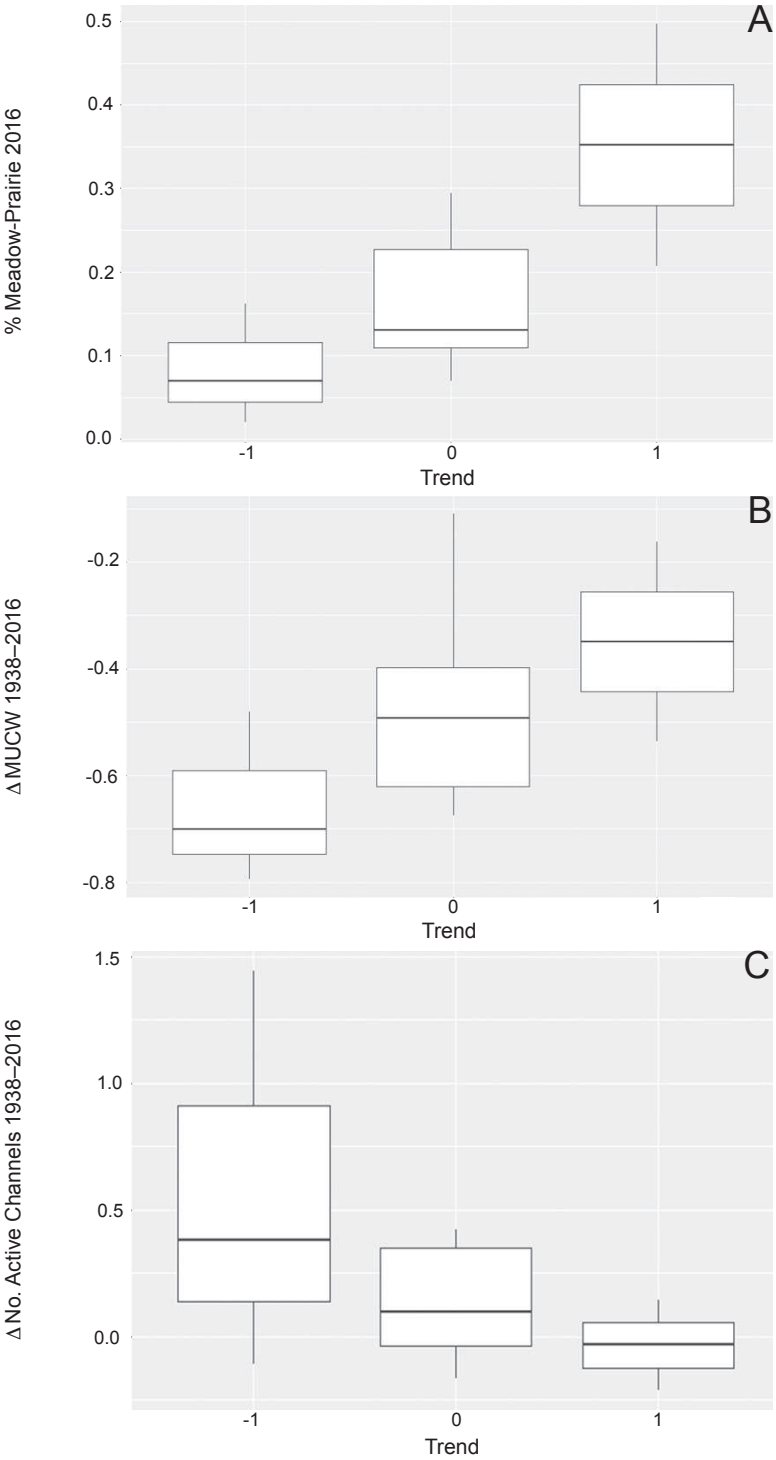 A
% Meadow-Prairie 2016
0.5
0.4
0.3
0.2
0.1
0.0
-1 0 1
Trend
B
Δ MUCW 1938–2016
-0.2
-0.4
-0.6
-0.8
-1 0 1
Trend
C
Δ No. Active Channels 1938–2016
1.5
1.0
0.5
0.0
-1 0 1
Trend